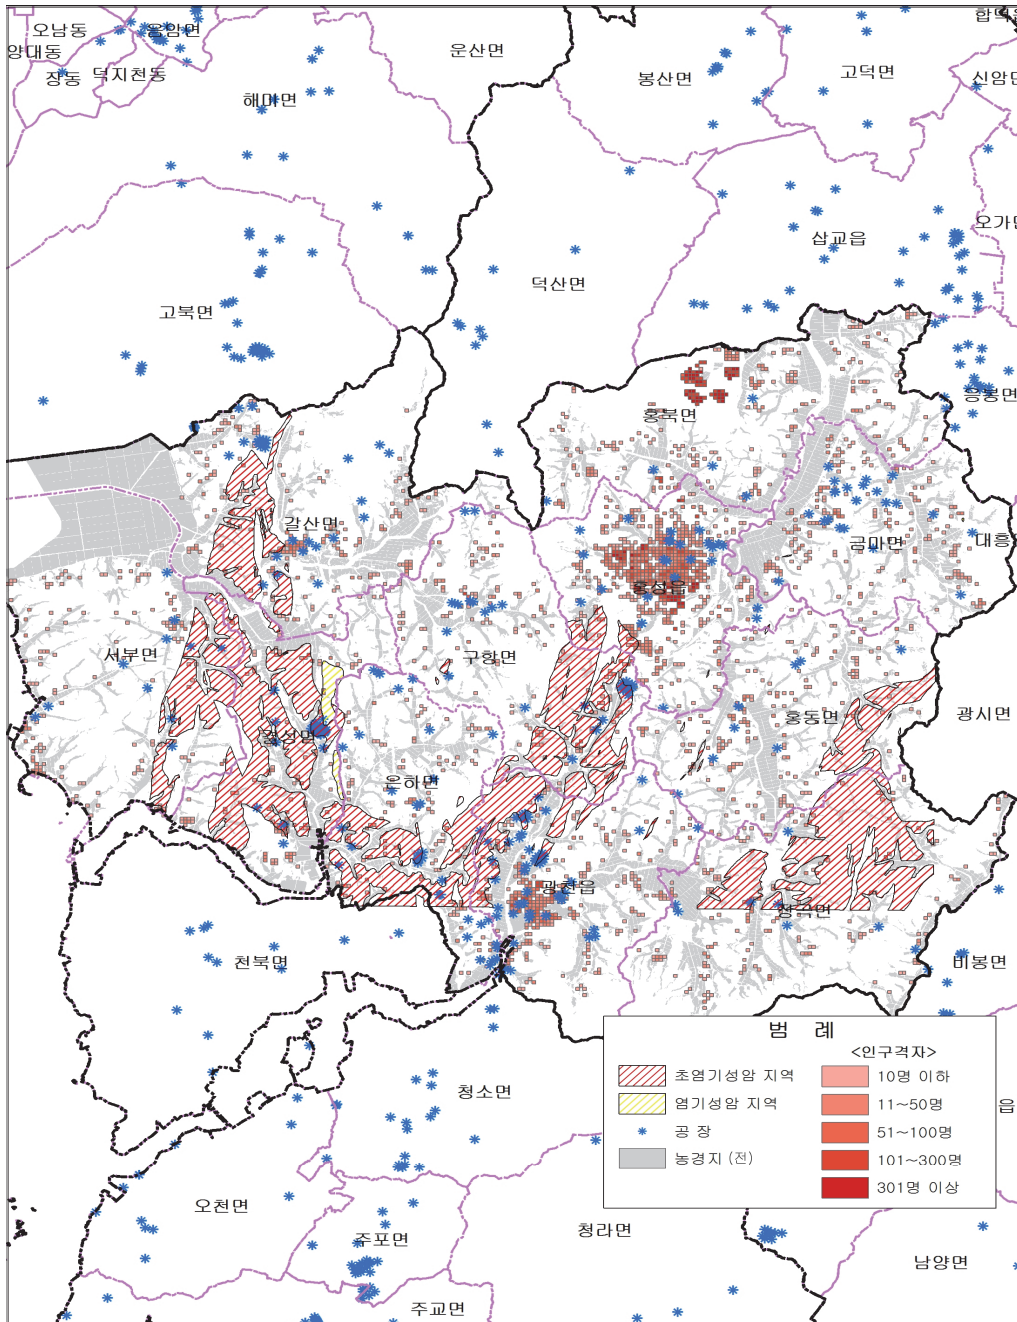 오남동
음암면
운산면
합덕읍
양대동
장동
덕지천동
해미면
봉산면
고덕면
신암면
삽교읍
오가면
고북면
덕산면
응봉면
홍북면
갈산면
금마면
대흥
홍성읍
서부면
구항면
홍동면
광시면
결성면
은하면
광천읍
장곡면
천북면
비봉면
청소면
읍
오천면
주포면
청라면
남양면
주교면
범 례
초염기성암 지역
염기성암 지역
공 장
농경지 (전)
<인구격자>
10명 이하
11~50명
51~100명
101~300명
301명 이상